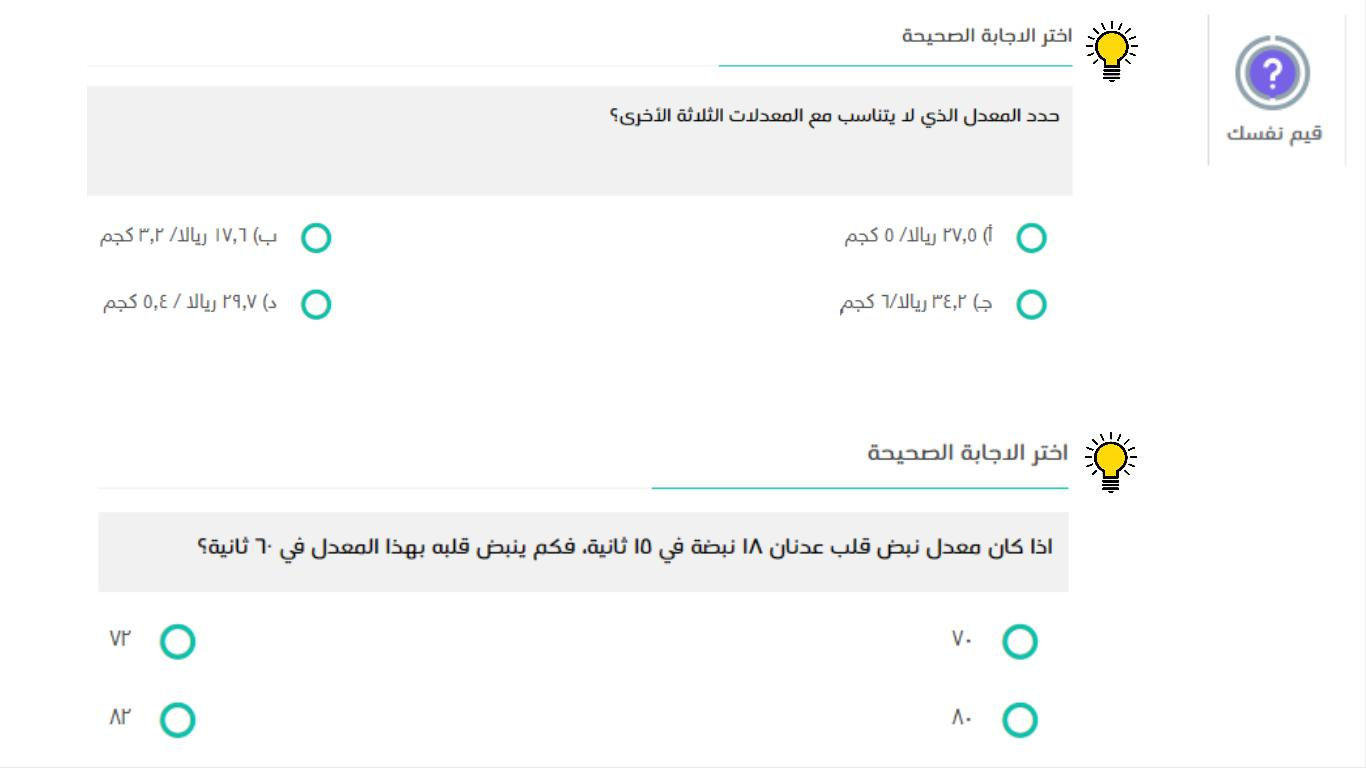 اختر الاجابة الصحيحة
?
قيم نفسك
حدد المعدل الذي لا يتناسب مع المعدلات الثلاثة الأخرى؟
أ) ٢٧,٥ ريالا/ ٥ كجم
ب) ١٧,٦ ريالا/ ٣,٢ كجم
جـ) ٣٤,٢ ريالا/٦ كجم
د) ٢٩,٧ ريالا / ٥,٤ كجم
اختر الاجابة الصحيحة
اذا كان معدل نبض قلب عدنان ١٨ نبضة في ١٥ ثانية، فكم ينبض قلبه بهذا المعدل في ٦٠ ثانية؟
٧٠
٧٢
٨٠
٨٢